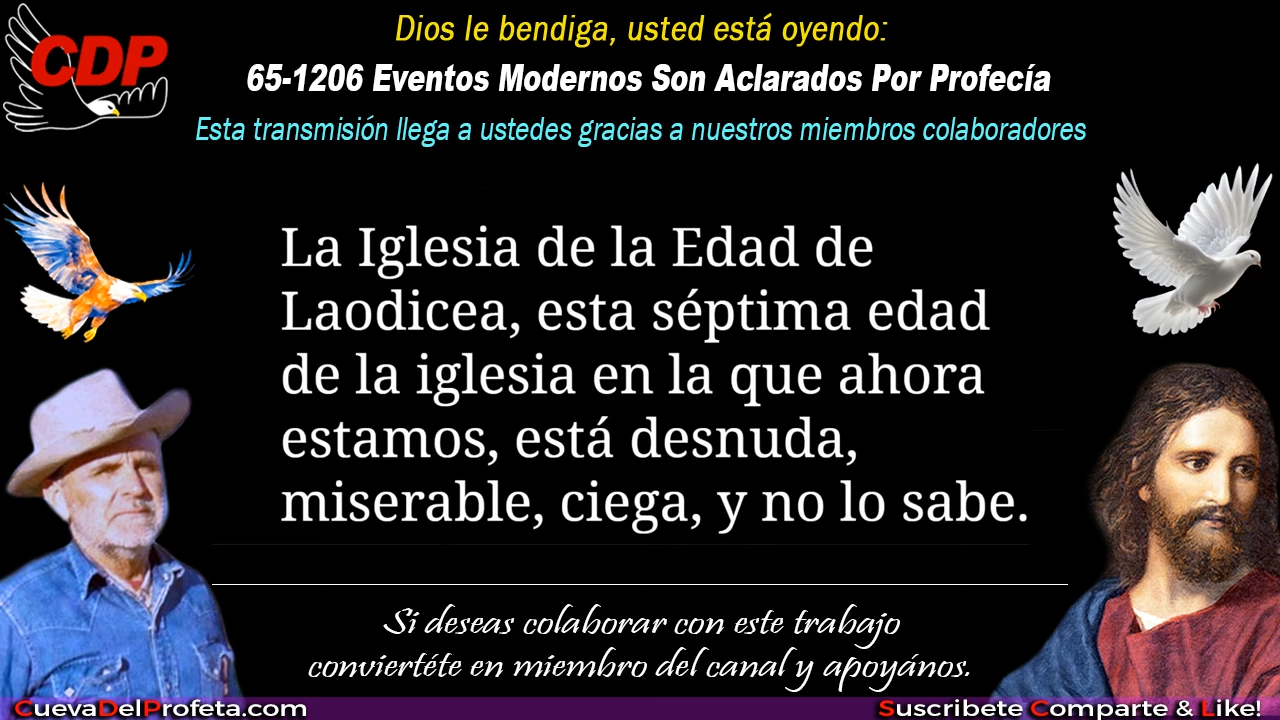 CDP
Dios le bendiga, usted está oyendo:
65-1206 Eventos Modernos Son Aclarados Por Profecía
Esta transmisión llega a ustedes gracias a nuestros miembros colaboradores
La Iglesia de la Edad de
Laodicea, esta séptima edad
de la iglesia en la que ahora
estamos, está desnuda,
miserable, ciega, y no lo sabe.
Si deseas colaborar con este trabajo
conviertéte en miembro del canal y apoyános.
CuevaDelProfeta.com
Suscribete Comparte & Like!